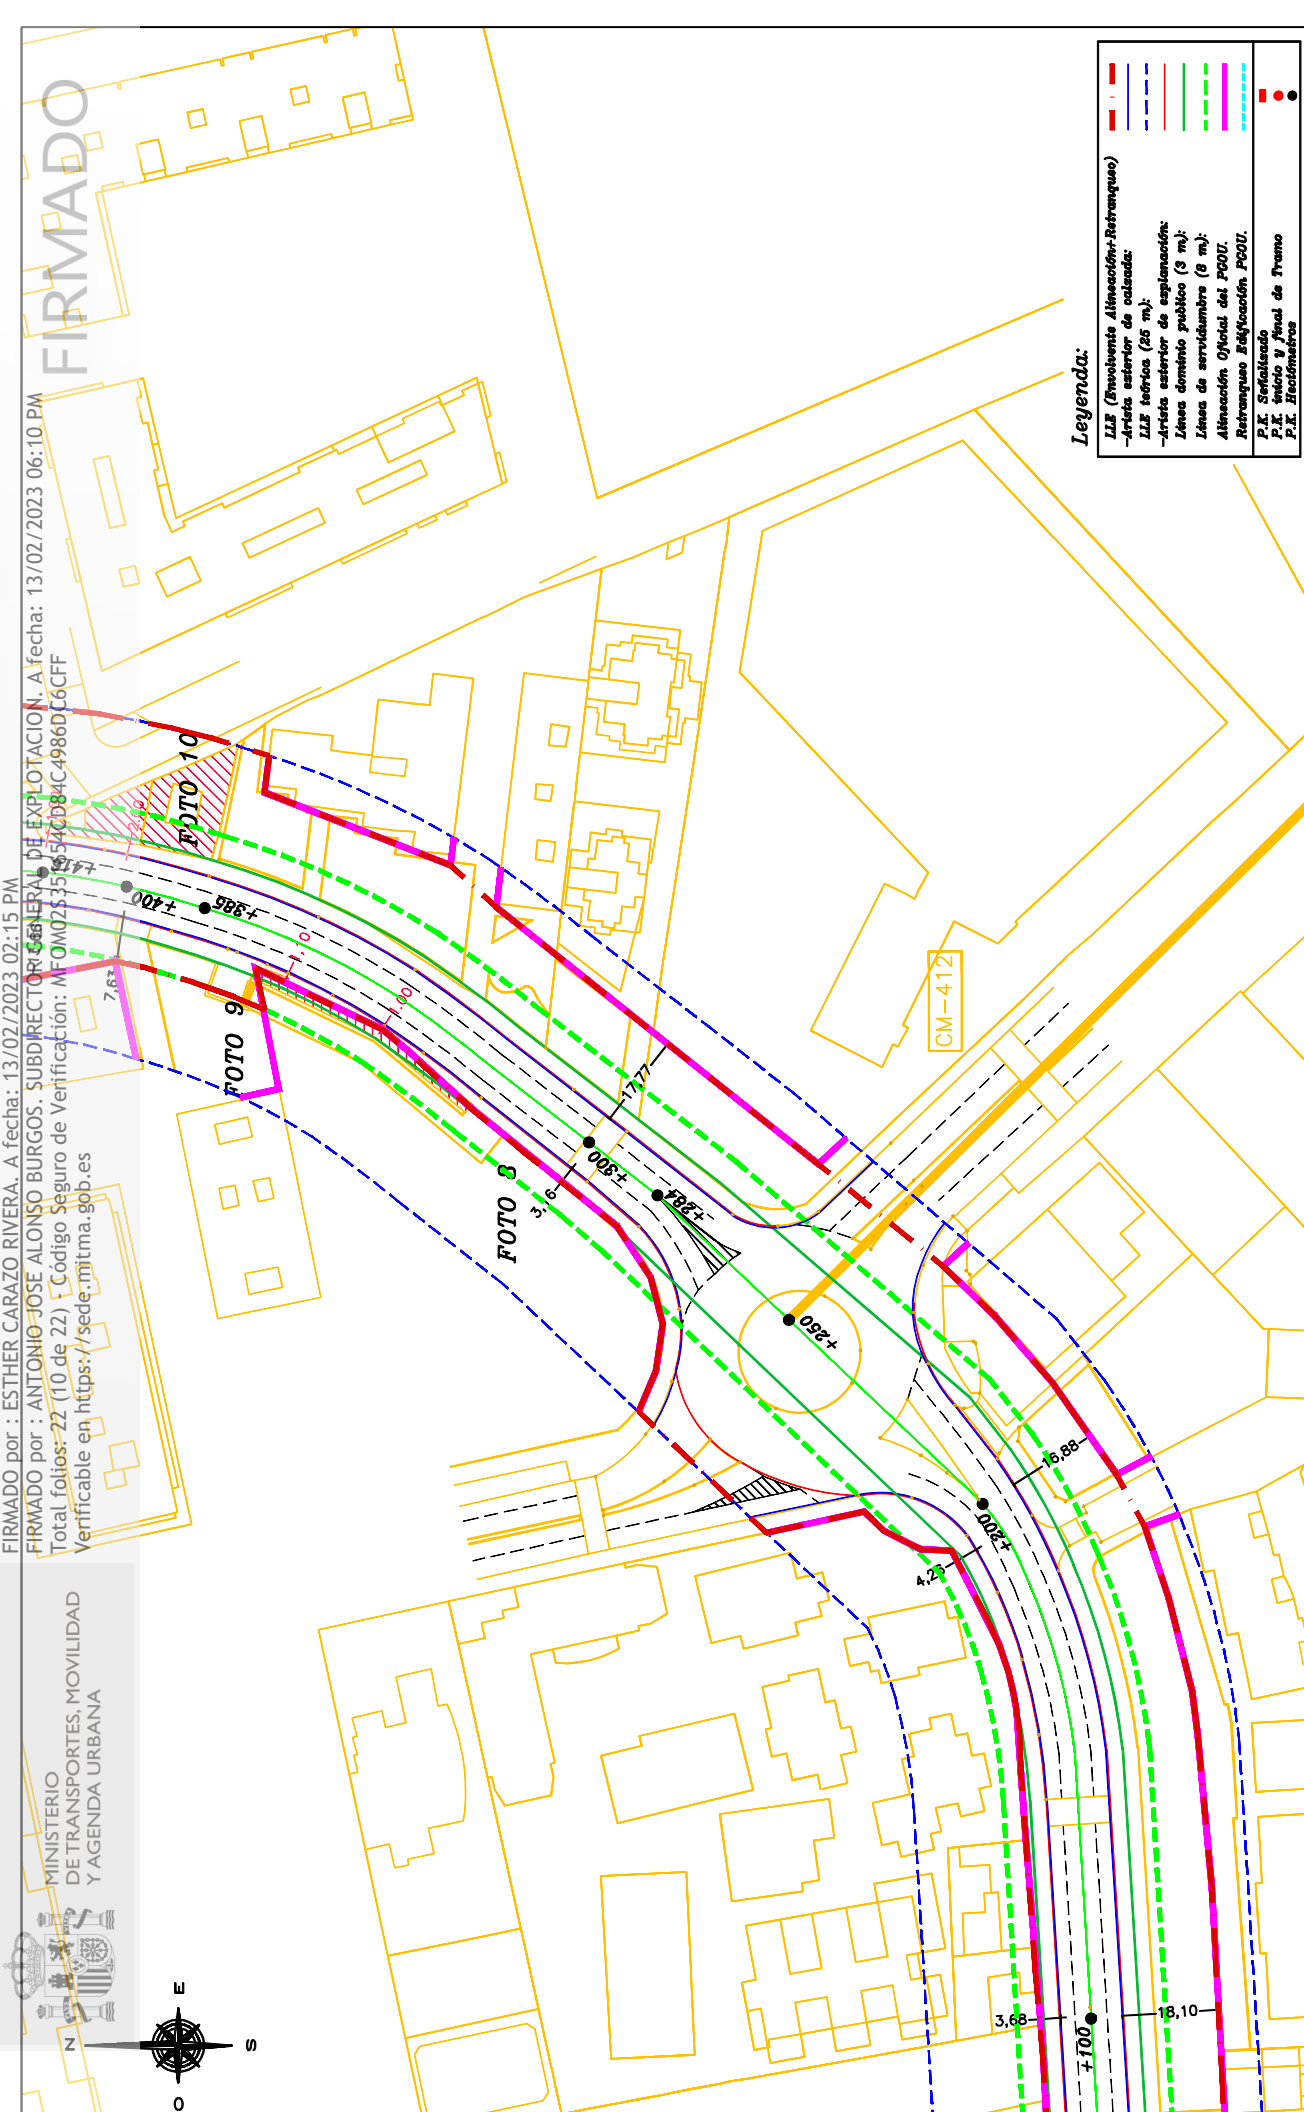 FIRMADO por : ESTHER CARAZO RIVERA. A fecha: 13/02/2023 02:15 PM
FIRMADO por : ANTONIO JOSE ALONSO BURGOS. SUBDIRECTOR GENERAL DE EXPLOTACION. A fecha: 13/02/2023 06:10 PM
Total folios: 22 (10 de 22) - Código Seguro de Verificación:
Verificable en https://sede.mitma.gob.es
FIRMADO
MINISTERIO
DE TRANSPORTES, MOVILIDAD
Y AGENDA URBANA
N
E
S
O
Leyenda:
LLE (Envolvente Alineación+Retranqueo)
-Arista exterior de calzada:
LLE teórica (25 m):
-Arista exterior de explanación:
Línea dominio publico (3 m):
Línea de servidumbre (8 m):
Alineación Oficial del PGOU.
Retranqueo Edificación PGOU.
P.K. Señalizado
P.K. inicio y final de Tramo
P.K. Hectómetros
FOTO 10
FOTO 9
FOTO 8
CM-412
+400
+385
+300
+284
+250
+200
+100
7,63
1.10
1.00
2.00
17,77
16,88
3,68
18,10